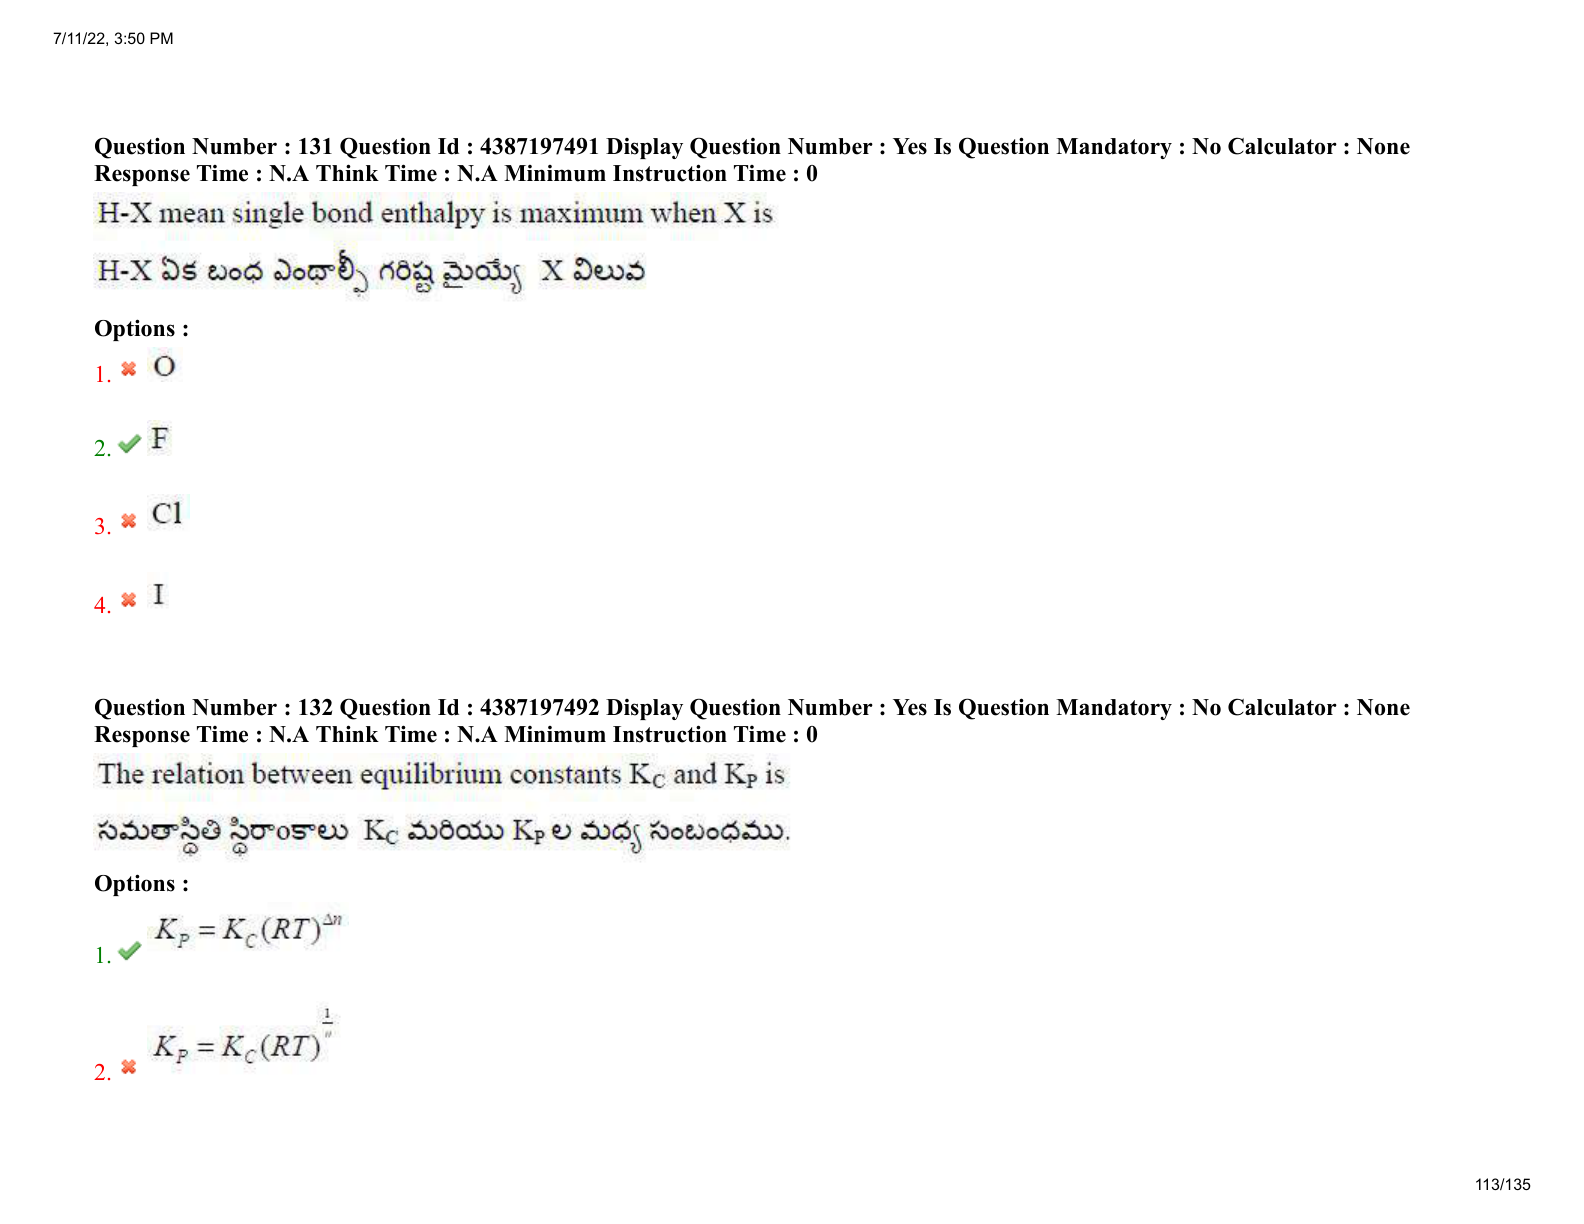 7/11/22, 3:50 PM
Question Number : 131 Question Id : 4387197491 Display Question Number : Yes Is Question Mandatory : No Calculator : None
Response Time : N.A Think Time : N.A Minimum Instruction Time : 0
H-X mean single bond enthalpy is maximum when X is
H-X ఏక బంధ ఎంథాల్పీ గరిష్ట మైయ్యే X విలువ
Options :
1. ✖ O
2. ✔ F
3. ✖ Cl
4. ✖ I
Question Number : 132 Question Id : 4387197492 Display Question Number : Yes Is Question Mandatory : No Calculator : None
Response Time : N.A Think Time : N.A Minimum Instruction Time : 0
The relation between equilibrium constants K_C and K_P is
సమతాస్థితి స్థిరాంకాలు K_C మరియు K_P ల మధ్య సంబంధము.
Options :
1. ✔ K_P = K_C (RT)^{Δn}
2. ✖ K_P = K_C (RT)^{1/n}
113/135